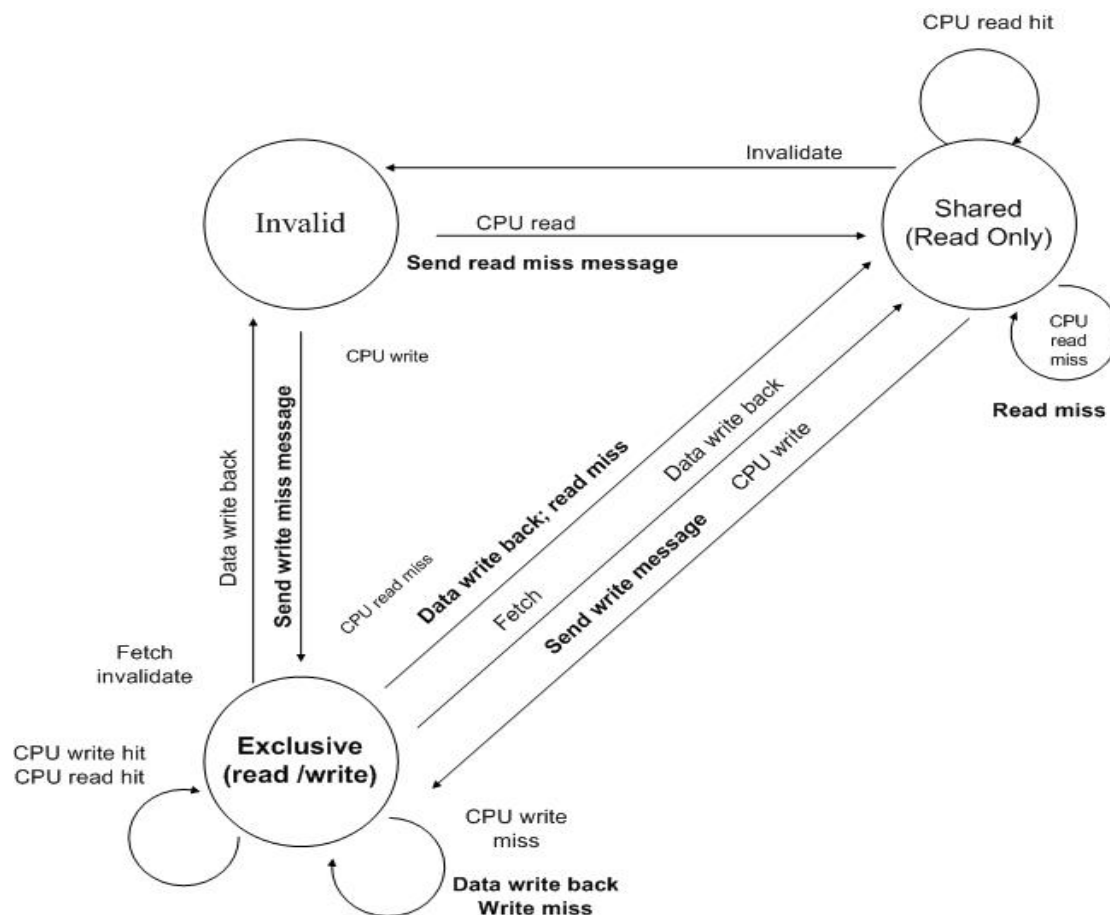 CPU read hit
Invalidate
Invalid
Shared
(Read Only)
CPU read
Send read miss message
CPU
read
miss
Read miss
CPU write
Send write miss message
Data write back
Data write back
CPU write
Data write back; read miss
Send write message
CPU read miss
Fetch
Fetch
invalidate
Exclusive
(read /write)
CPU write hit
CPU read hit
CPU write
miss
Data write back
Write miss